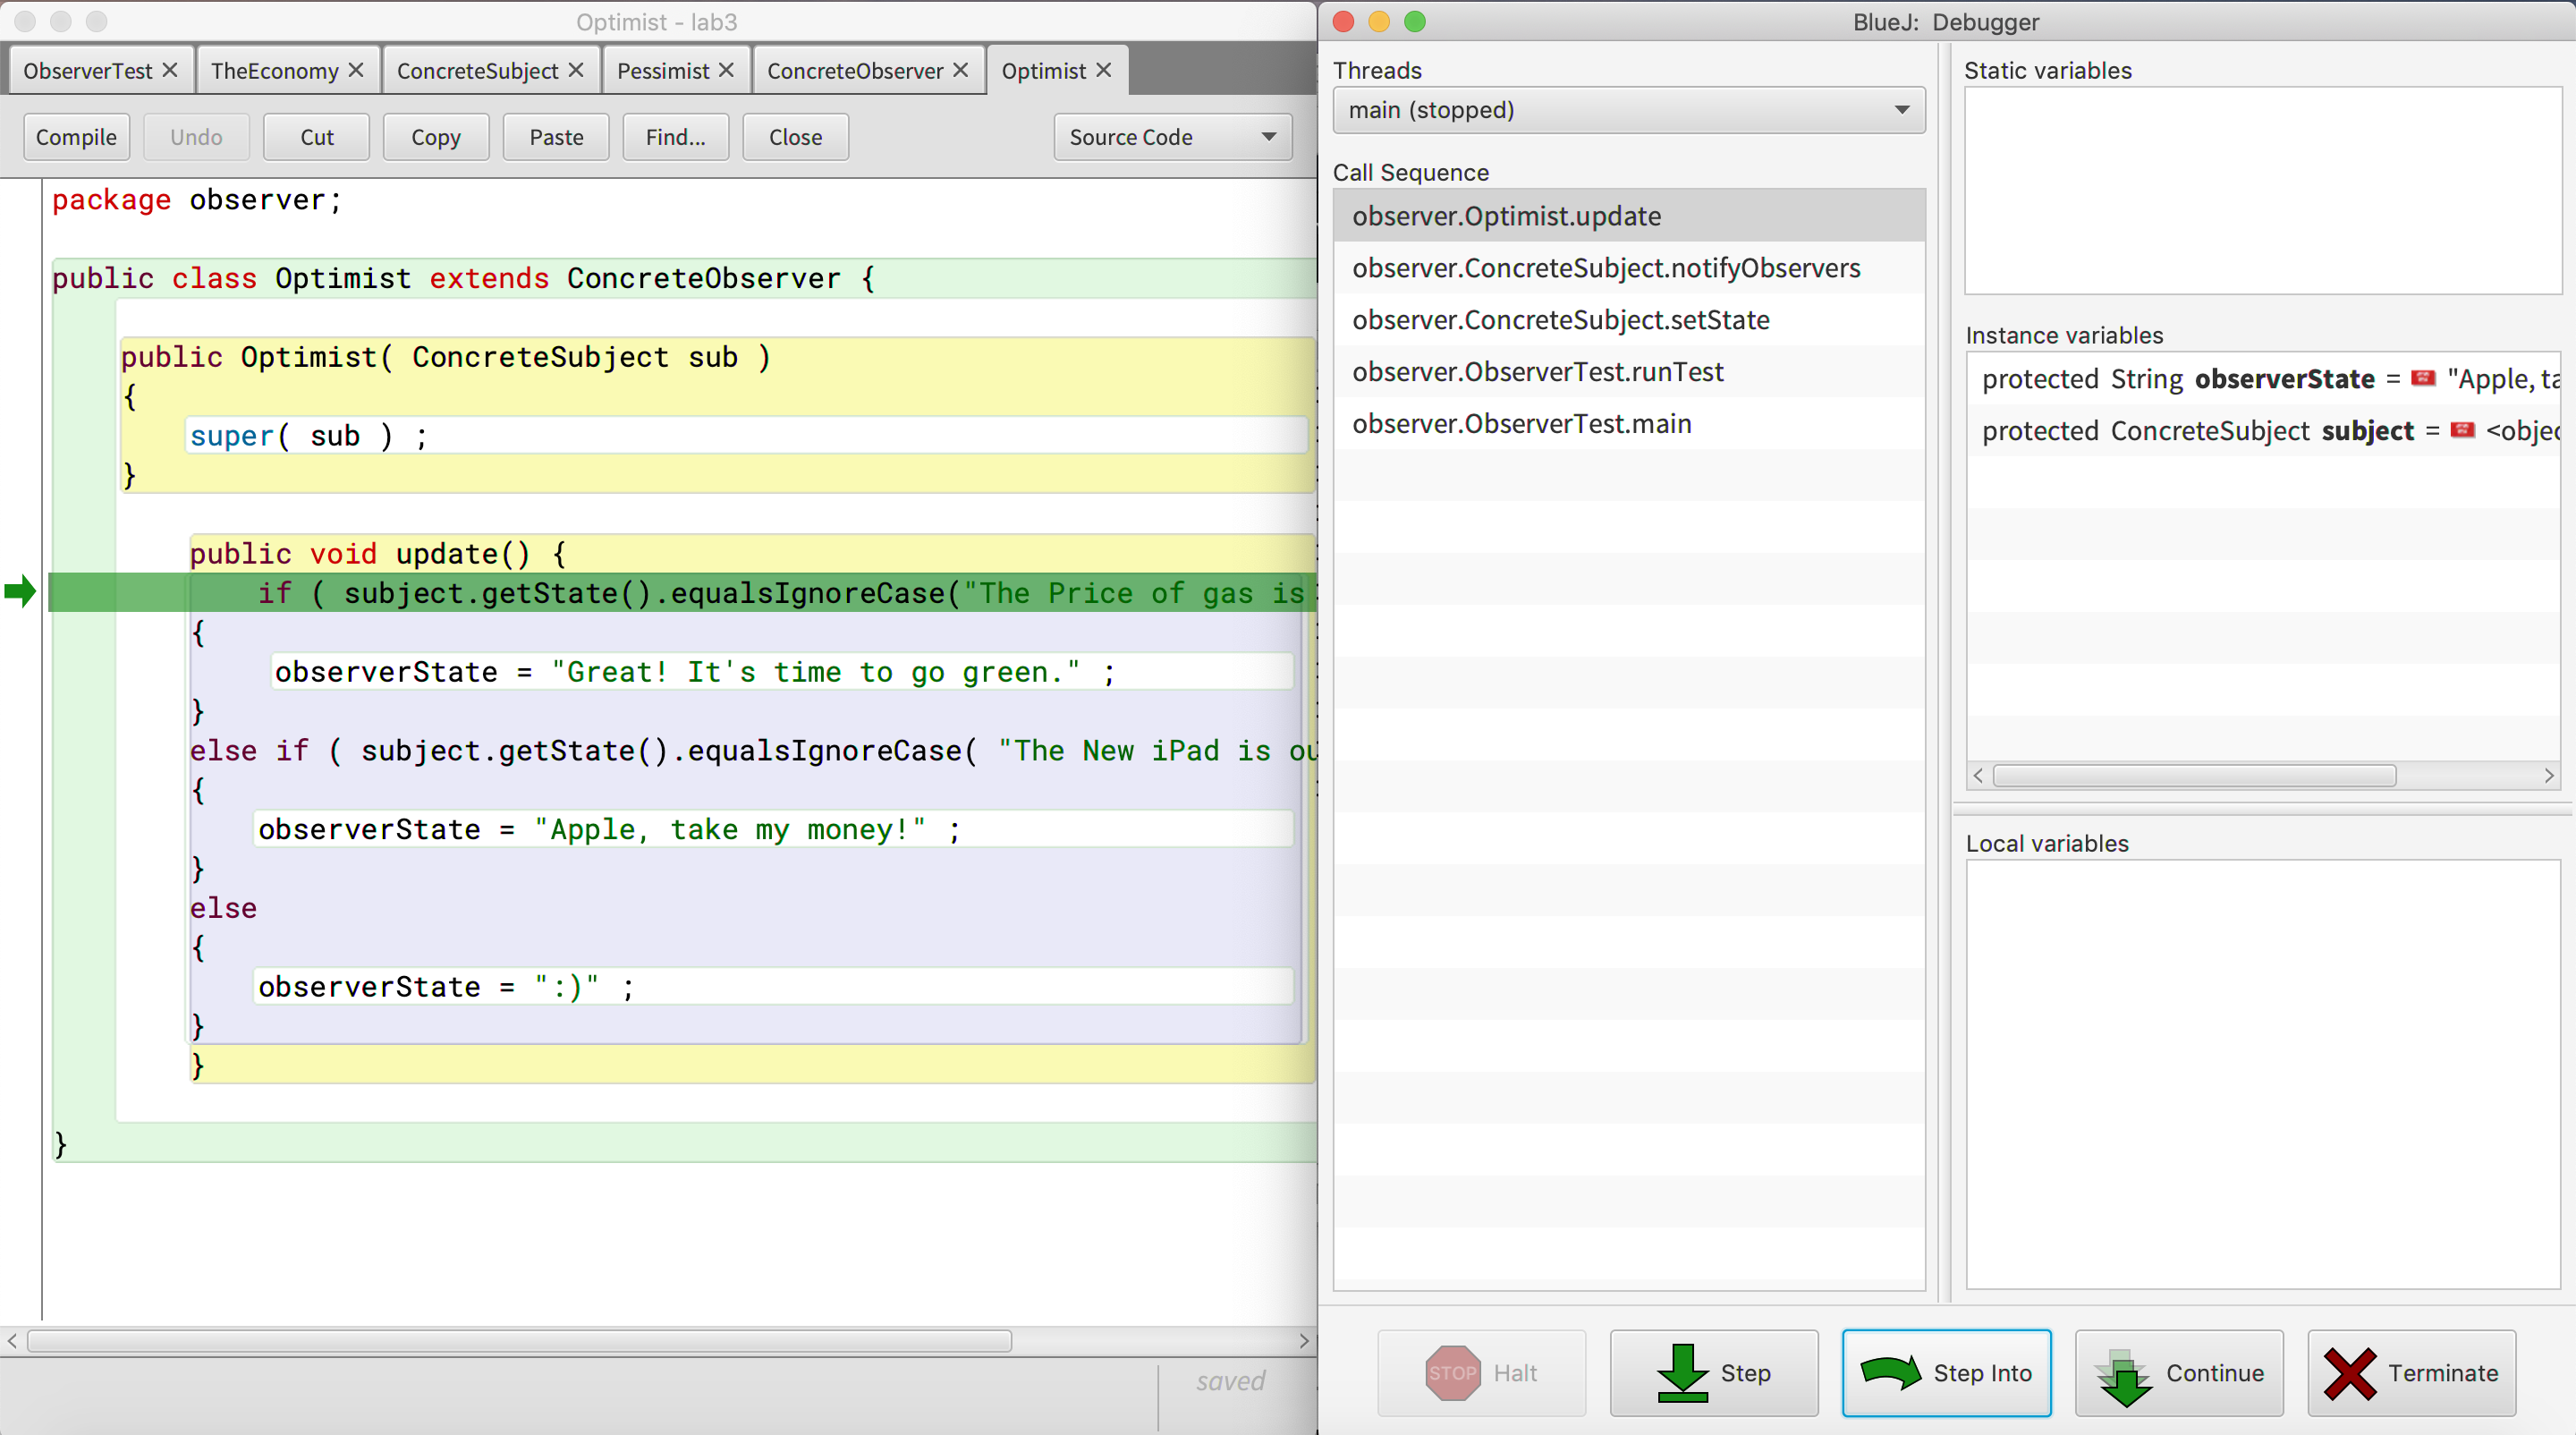 Optimist - lab3
ObserverTest TheEconomy ConcreteSubject Pessimist ConcreteObserver Optimist
Compile Undo Cut Copy Paste Find... Close Source Code
package observer;
public class Optimist extends ConcreteObserver {
public Optimist( ConcreteSubject sub )
{
super( sub ) ;
}
public void update() {
if ( subject.getState().equalsIgnoreCase("The Price of gas is
{
observerState = "Great! It's time to go green." ;
}
else if ( subject.getState().equalsIgnoreCase( "The New iPad is ou
{
observerState = "Apple, take my money!" ;
}
else
{
observerState = ":)" ;
}
}
}
saved
BlueJ: Debugger
Threads
main (stopped)
Call Sequence
observer.Optimist.update
observer.ConcreteSubject.notifyObservers
observer.ConcreteSubject.setState
observer.ObserverTest.runTest
observer.ObserverTest.main
Static variables
Instance variables
protected String observerState = "Apple, ta
protected ConcreteSubject subject = <objec
Local variables
STOP Halt Step Step Into Continue Terminate